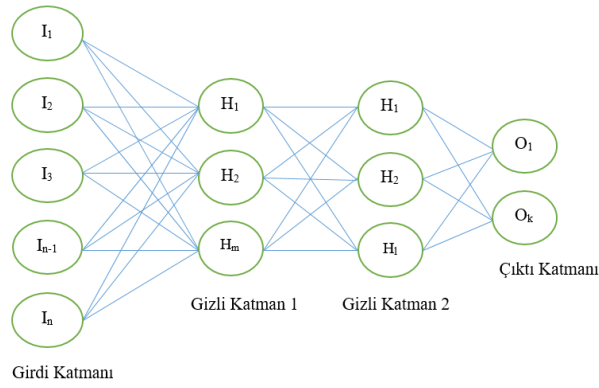 I1
I2
I3
In-1
In
Girdi Katmanı
H1
H2
Hm
Gizli Katman 1
H1
H2
Hl
Gizli Katman 2
O1
Ok
Çıktı Katmanı